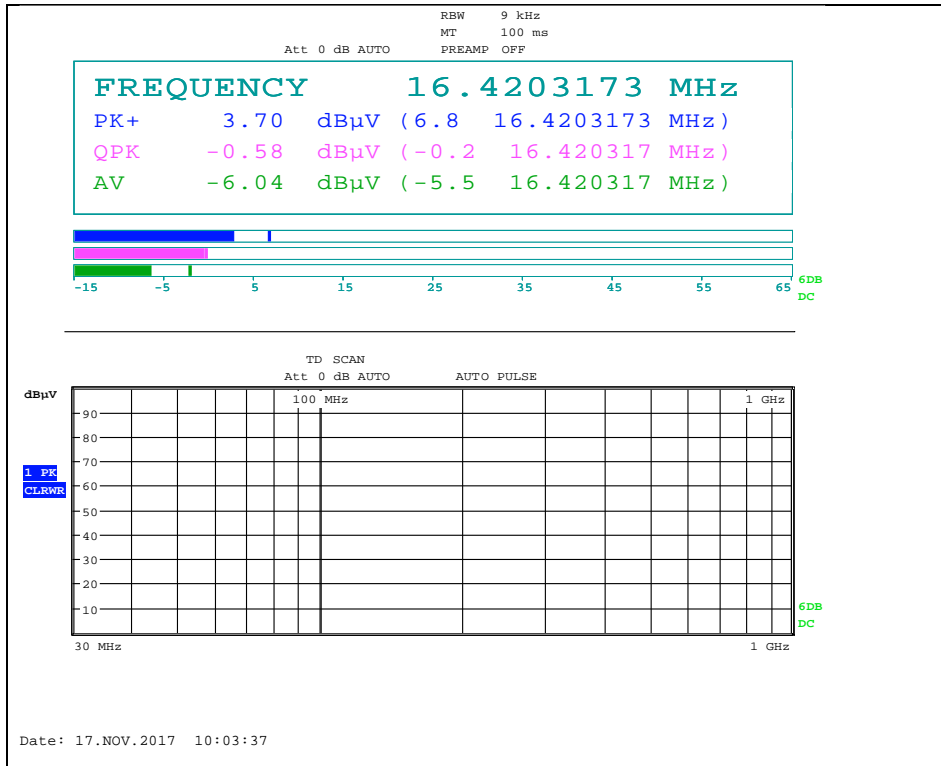 RBW 9 kHz
MT 100 ms
Att 0 dB AUTO PREAMP OFF
FREQUENCY 16.4203173 MHz
PK+ 3.70 dBµV (6.8 16.4203173 MHz)
QPK -0.58 dBµV (-0.2 16.420317 MHz)
AV -6.04 dBµV (-5.5 16.420317 MHz)
-15 -5 5 15 25 35 45 55 65
6DB
DC
TD SCAN
Att 0 dB AUTO AUTO PULSE
dBµV
100 MHz 1 GHz
90
80
70
1 PK
CLRWR
60
50
40
30
20
10
6DB
DC
30 MHz 1 GHz
Date: 17.NOV.2017 10:03:37